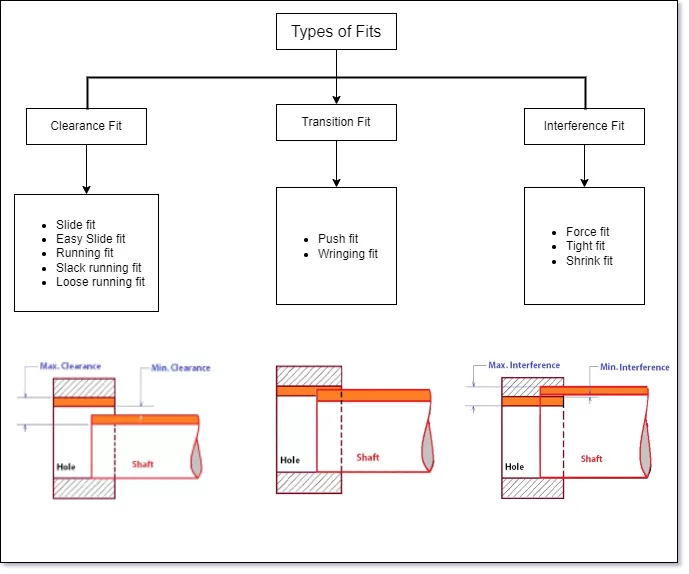 Types of Fits
Clearance Fit
Transition Fit
Interference Fit
Slide fit
Easy Slide fit
Running fit
Slack running fit
Loose running fit
Push fit
Wringing fit
Force fit
Tight fit
Shrink fit
Max. Clearance
Min. Clearance
Hole
Shaft
Hole
Shaft
Max. Interference
Min. Interference
Hole
Shaft